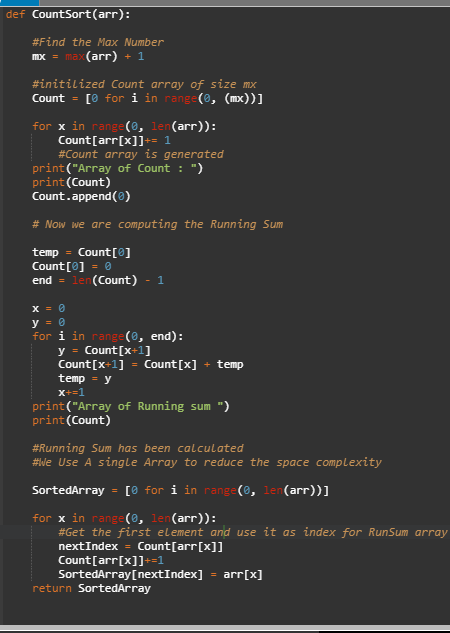 def CountSort(arr):
    #Find the Max Number
    mx = max(arr) + 1
    #initilized Count array of size mx
    Count = [0 for i in range(0, (mx))]
    for x in range(0, len(arr)):
        Count[arr[x]]+= 1
        #Count array is generated
    print("Array of Count : ")
    print(Count)
    Count.append(0)
    # Now we are computing the Running Sum
    temp = Count[0]
    Count[0] = 0
    end = len(Count) - 1
    x = 0
    y = 0
    for i in range(0, end):
        y = Count[x+1]
        Count[x+1] = Count[x] + temp
        temp = y
        x+=1
    print("Array of Running sum ")
    print(Count)
    #Running Sum has been calculated
    #We Use A single Array to reduce the space complexity
    SortedArray = [0 for i in range(0, len(arr))]
    for x in range(0, len(arr)):
        #Get the first element and use it as index for RunSum array
        nextIndex = Count[arr[x]]
        Count[arr[x]]+=1
        SortedArray[nextIndex] = arr[x]
    return SortedArray